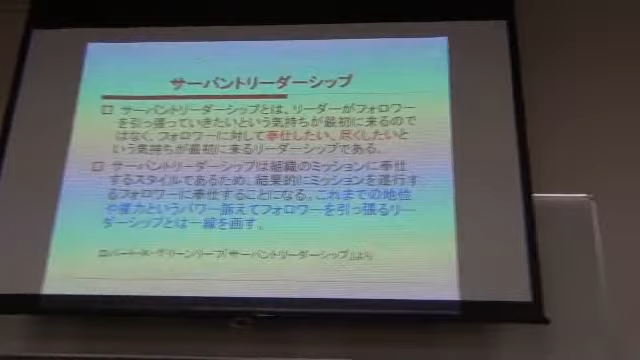 サーバントリーダーシップ
サーバントリーダーシップとは、リーダーがフォロワー
を引っ張っていきたいという気持ちが最初に来るのでは
はなく、フォロワーに対して奉仕したい、尽くしたいと
いう気持ちが最初に来るリーダーシップである。
サーバントリーダーシップは組織のミッションに奉仕
するスタイルであるため、結果的にミッションを遂行す
るフォロワーに奉仕することになる。これまでの地位
や権力というパワー訴えてフォロワーを引っ張るリー
ダーシップとは一線を画す。
ロバート・K・グリーンリーフ「サーバントリーダーシップ」より